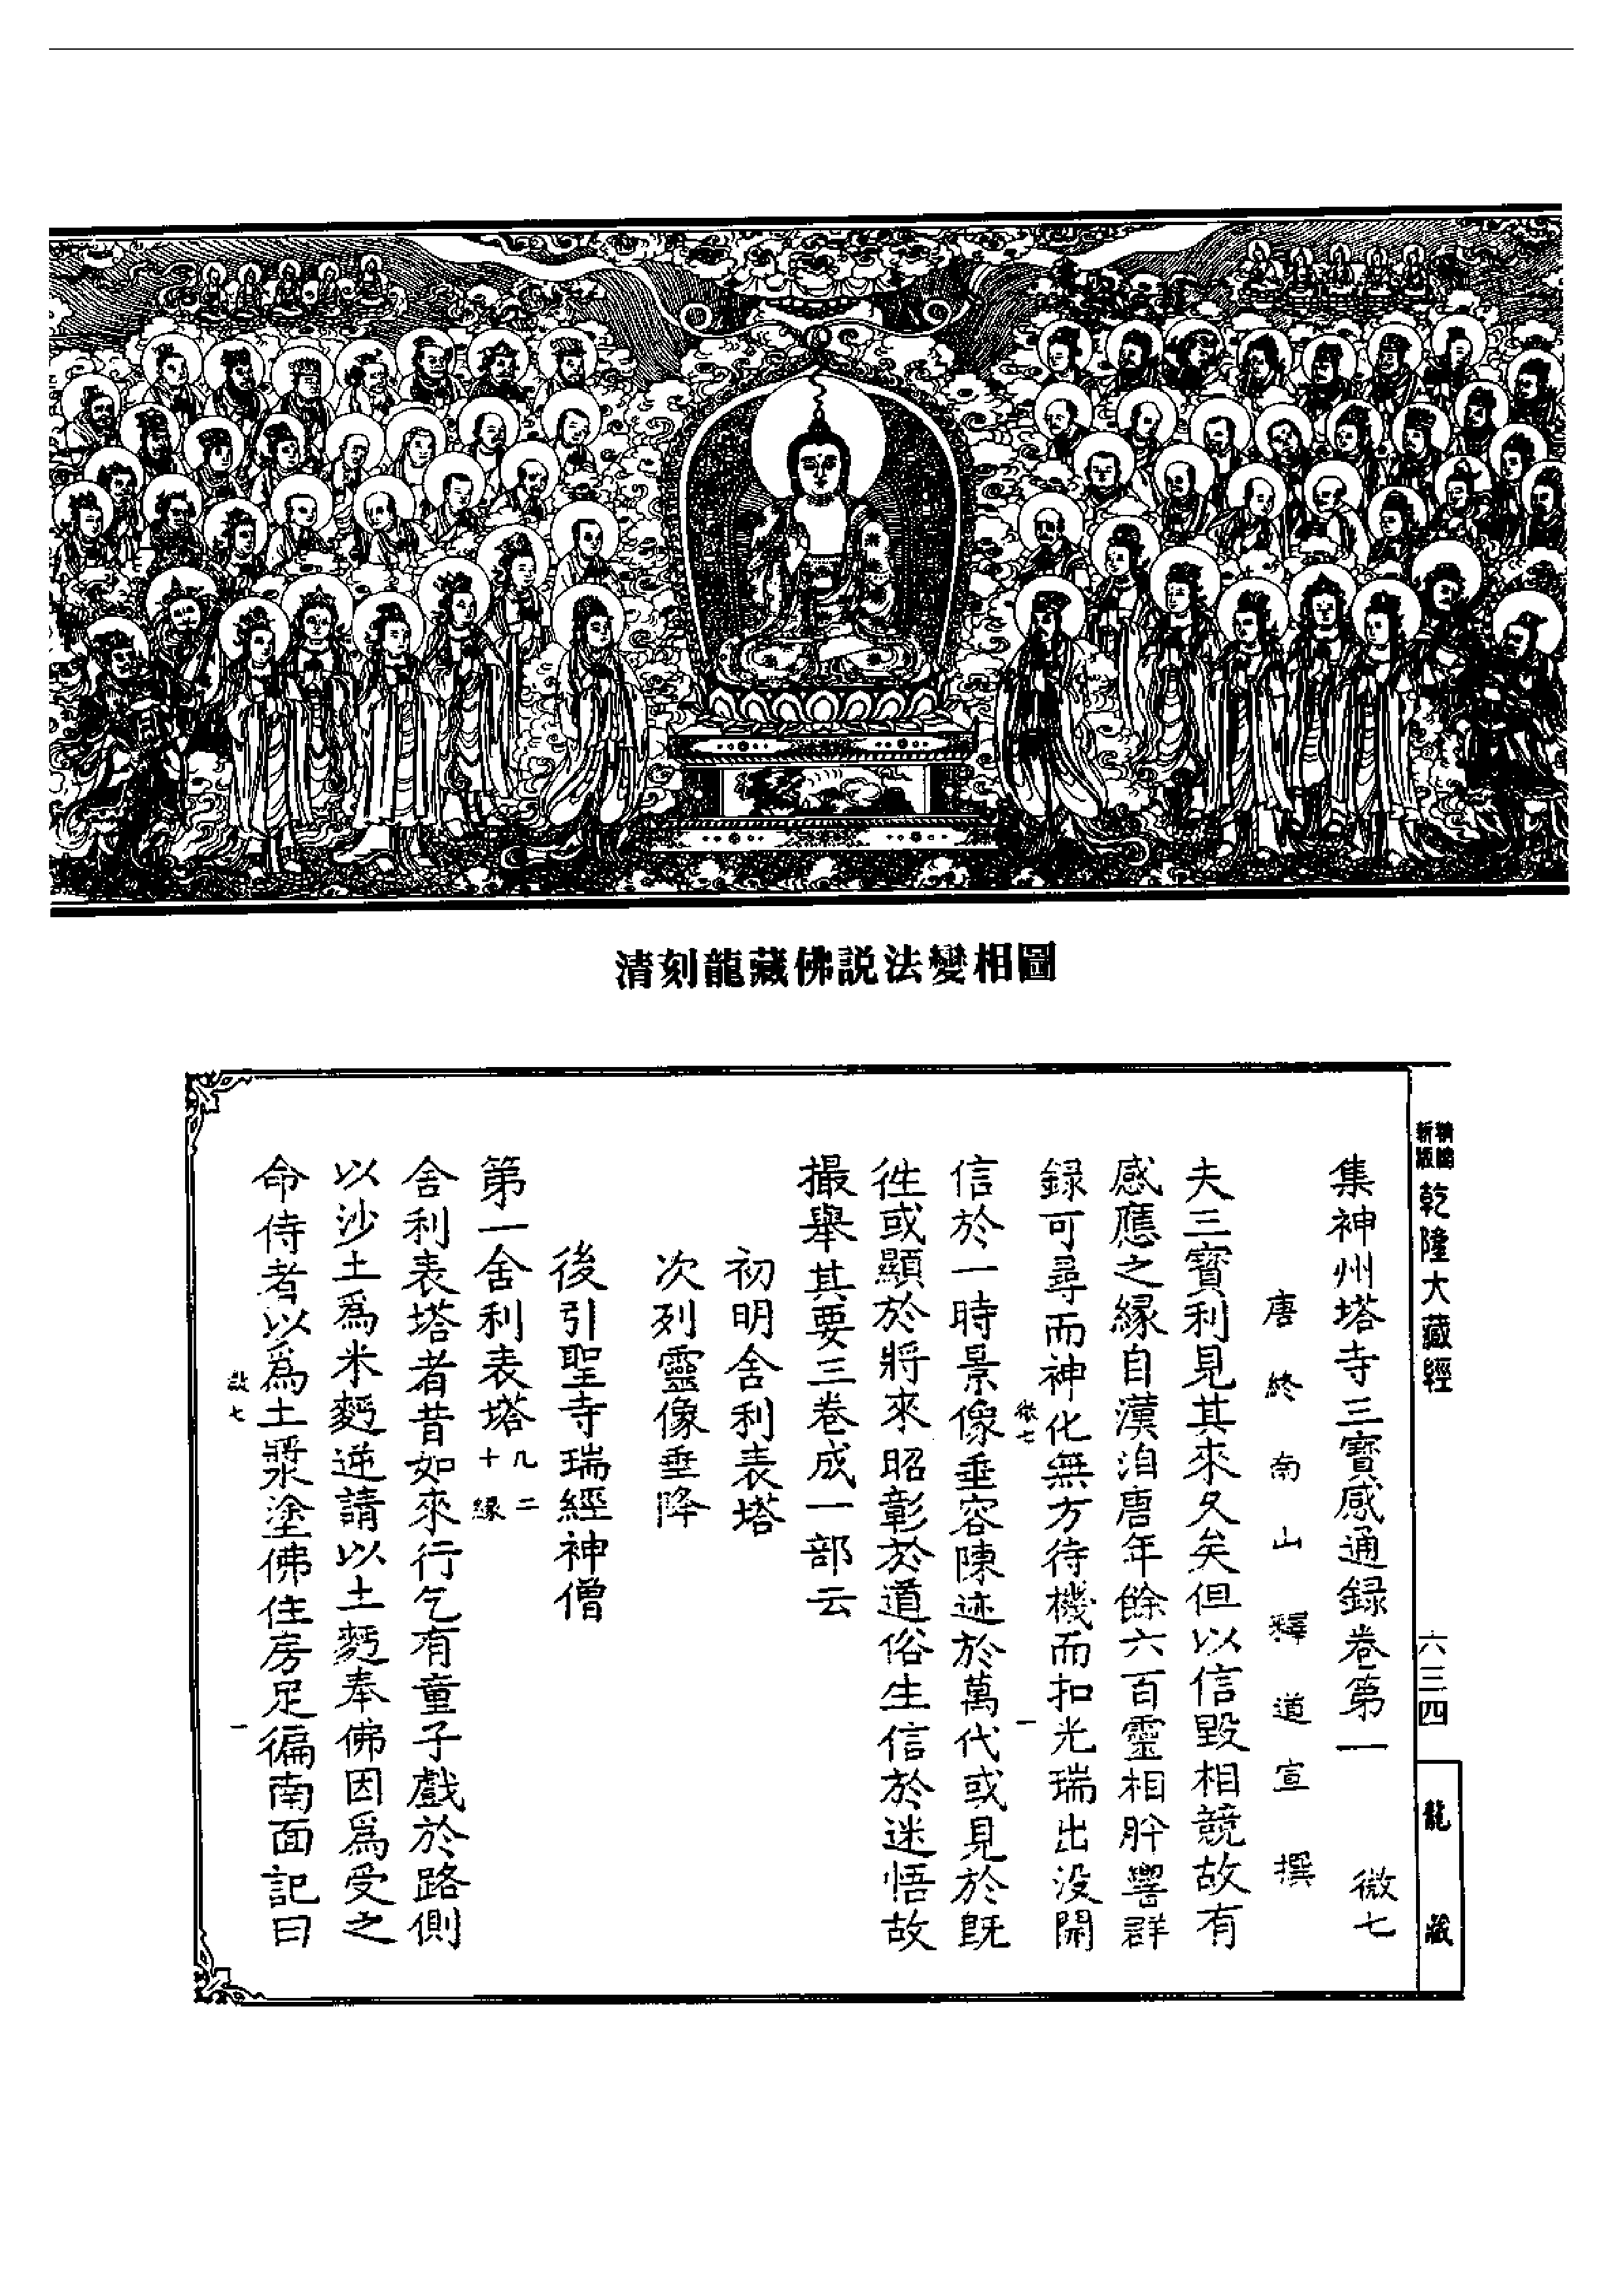 清刻龍藏佛説法變相圖
新版
精縮
乾隆大藏經
六三四
龍藏
集神州塔寺三寶感通録卷第一 微七
唐終南山釋道宣撰
夫三寶利見其來久矣但以信毀相競故有
感應之縁自漢洎唐年餘六百靈相肸響群
録可尋而神化無方待機而扣光瑞出没開
微七 一
信於一時景像垂容陳迹於萬代或見於既
徃或顯於將來昭彰於道俗生信於迷悟故
撮舉其要三卷成一部云
初明舍利表塔
次列靈像垂降
後引聖寺瑞經神僧
第一舍利表塔 凡二十縁
舍利表塔者昔如來行乞有童子戲於路側
以沙土爲米麫逆請以土麫奉佛因爲受之
命侍者以爲土漿塗佛住房足徧南面記曰
七 一